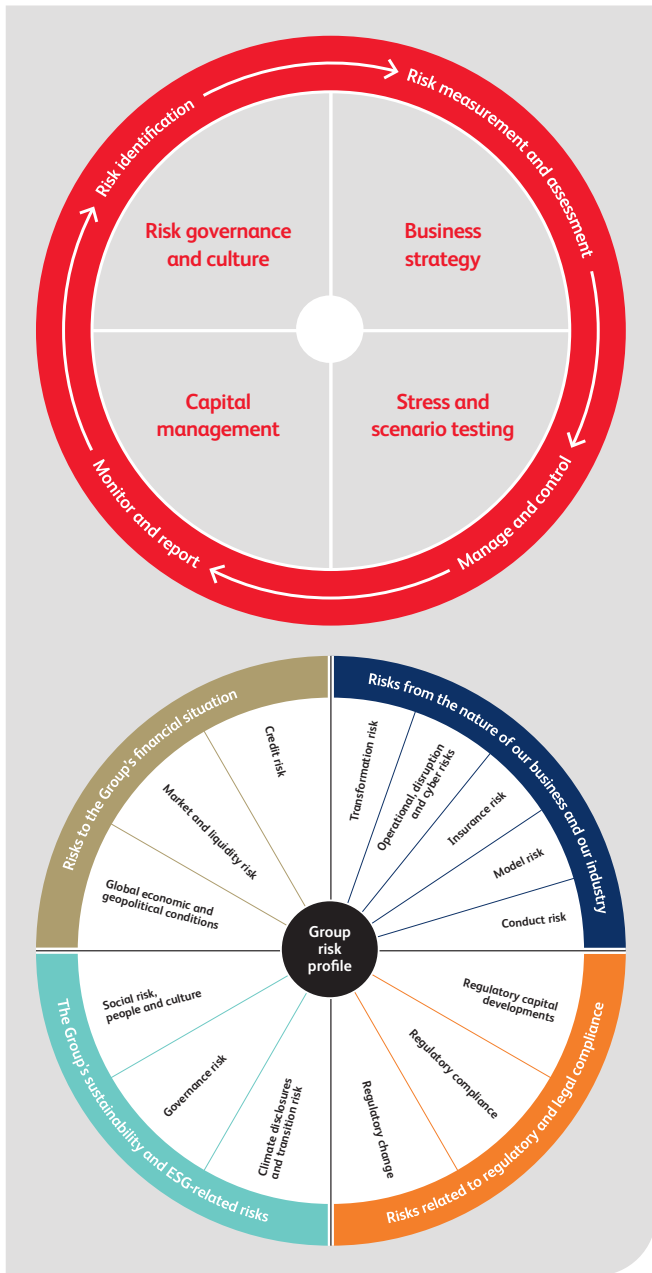 Risk identification
Risk measurement and assessment
Risk governance
and culture
Business
strategy
Capital
management
Stress and
scenario testing
Monitor and report
Manage and control
Risks to the Group's financial situation
Risks from the nature of our business and our industry
Credit risk
Market and liquidity risk
Global economic and
geopolitical conditions
Transformation risk
Operational, disruption
and cyber risks
Insurance risk
Model risk
Conduct risk
Group
risk
profile
Social risk,
people and culture
Governance risk
Climate disclosures
and transition risk
Regulatory capital
developments
Regulatory compliance
Regulatory change
The Group's sustainability and ESG-related risks
Risks related to regulatory and legal compliance